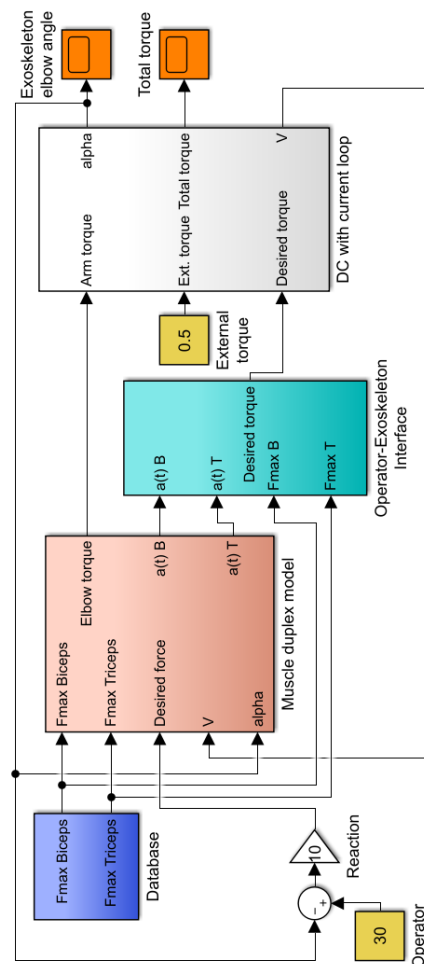 Fmax Biceps
Fmax Triceps
Database
30
Operator
−
+
10
Reaction
Fmax Biceps
Fmax Triceps
Desired force
V
alpha
Elbow torque
a(t) B
a(t) T
Muscle duplex model
a(t) B
a(t) T
Desired torque
Fmax B
Fmax T
Operator-Exoskeleton
Interface
0.5
External
torque
Arm torque
Ext. torque
Desired torque
alpha
Total torque
V
DC with current loop
Exoskeleton
elbow angle
Total torque